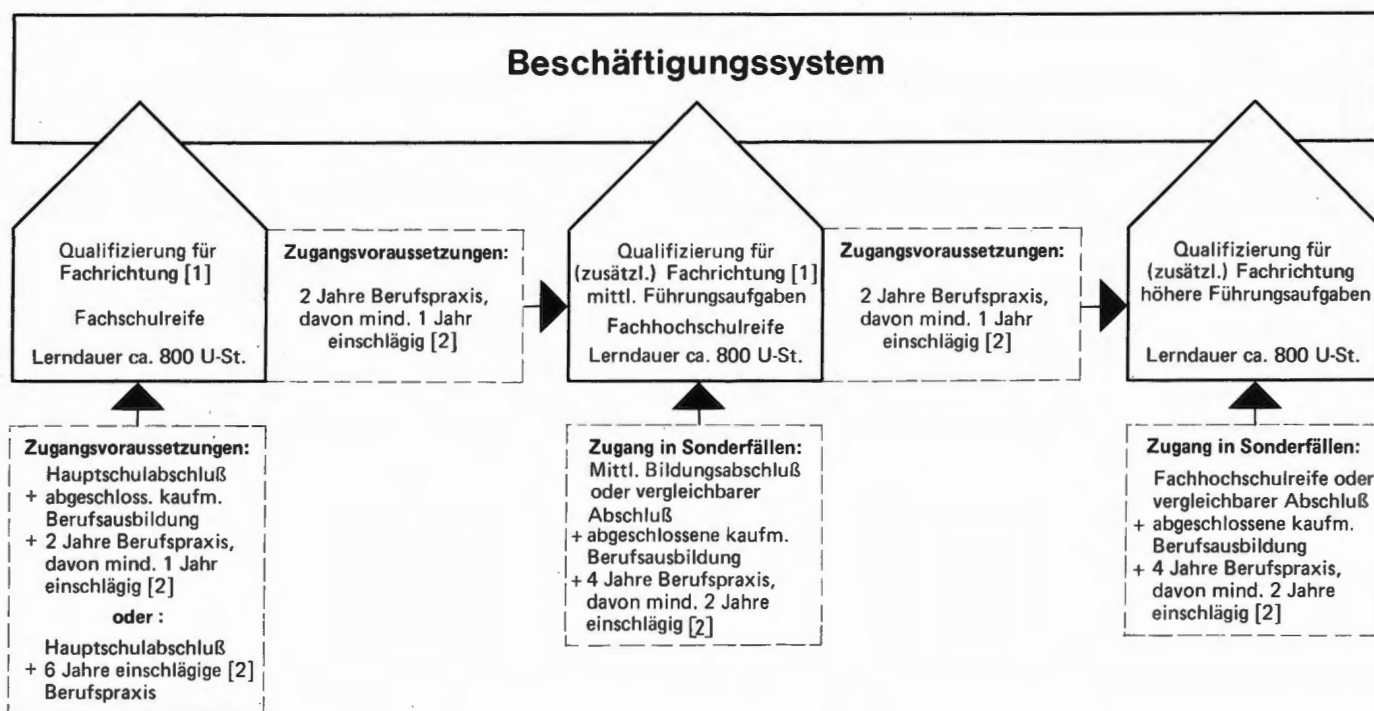 Beschäftigungssystem
Qualifizierung für
Fachrichtung [1]
Fachschulreife
Lerndauer ca. 800 U-St.
Zugangsvoraussetzungen:
2 Jahre Berufspraxis,
davon mind. 1 Jahr
einschlägig [2]
Qualifizierung für
(zusätzl.) Fachrichtung [1]
mittl. Führungsaufgaben
Fachhochschulreife
Lerndauer ca. 800 U-St.
Zugangsvoraussetzungen:
2 Jahre Berufspraxis,
davon mind. 1 Jahr
einschlägig [2]
Qualifizierung für
(zusätzl.) Fachrichtung
höhere Führungsaufgaben
Lerndauer ca. 800 U-St.
Zugangsvoraussetzungen:
Hauptschulabschluß
+ abgeschloss. kaufm.
Berufsausbildung
+ 2 Jahre Berufspraxis,
davon mind. 1 Jahr
einschlägig [2]
oder :
Hauptschulabschluß
+ 6 Jahre einschlägige [2]
Berufspraxis
Zugang in Sonderfällen:
Mittl. Bildungsabschluß
oder vergleichbarer
Abschluß
+ abgeschlossene kaufm.
Berufsausbildung
+ 4 Jahre Berufspraxis,
davon mind. 2 Jahre
einschlägig [2]
Zugang in Sonderfällen:
Fachhochschulreife oder
vergleichbarer Abschluß
+ abgeschlossene kaufm.
Berufsausbildung
+ 4 Jahre Berufspraxis,
davon mind. 2 Jahre
einschlägig [2]